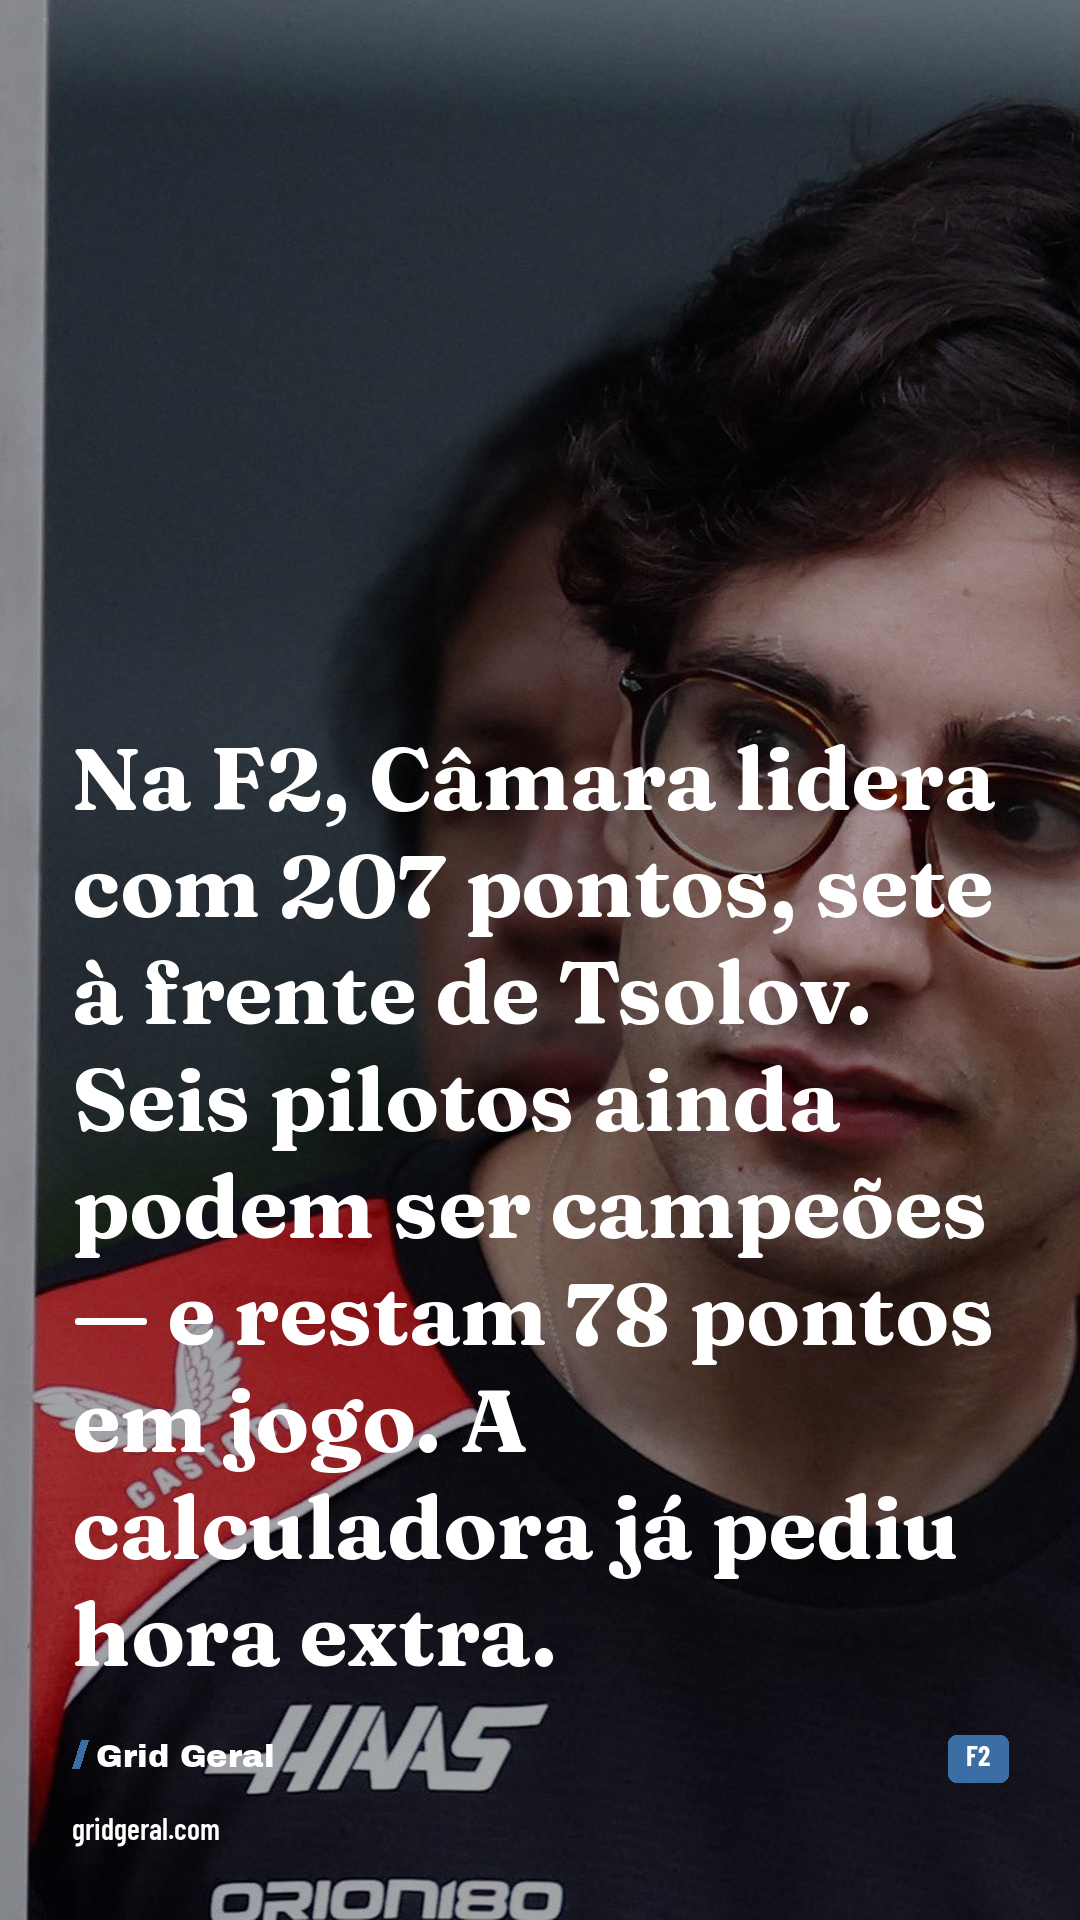 Na F2, Câmara lidera
com 207 pontos, sete
à frente de Tsolov.
Seis pilotos ainda
podem ser campeões
— e restam 78 pontos
em jogo. A
CASTORE
calculadora já pediu
hora extra.
HAAS
/ Grid Geral
F2
gridgeral.com
ORION180